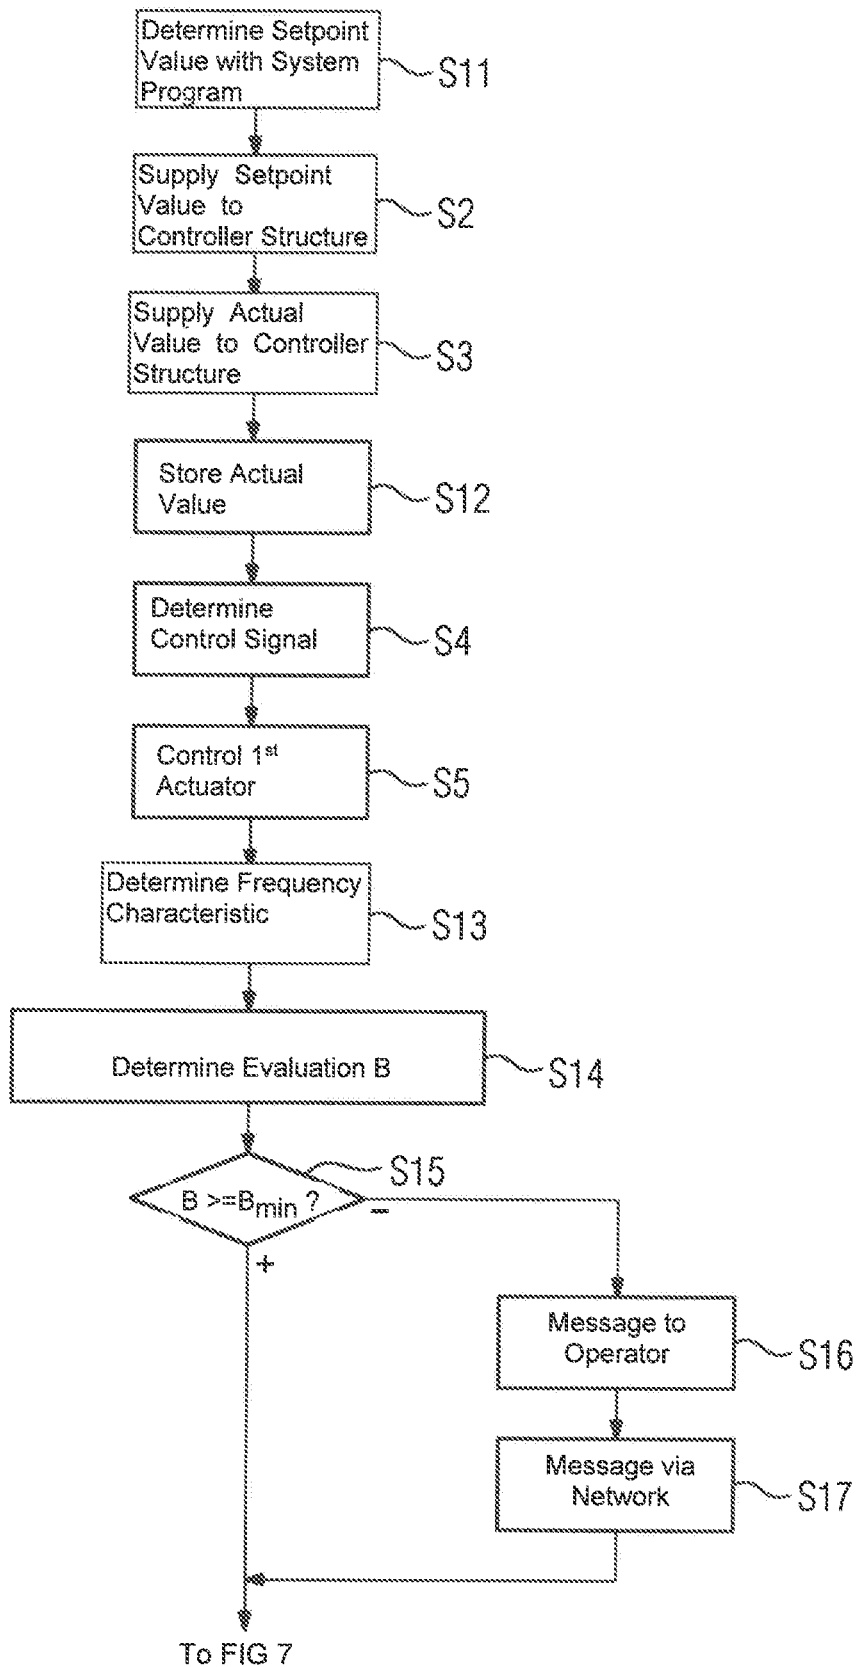 Determine Setpoint
Value with System
Program
S11
Supply Setpoint
Value to
Controller Structure
S2
Supply Actual
Value to Controller
Structure
S3
Store Actual
Value
S12
Determine
Control Signal
S4
Control 1st
Actuator
S5
Determine Frequency
Characteristic
S13
Determine Evaluation B
S14
S15
B >=Bmin ?
−
+
Message to
Operator
S16
Message via
Network
S17
To FIG 7